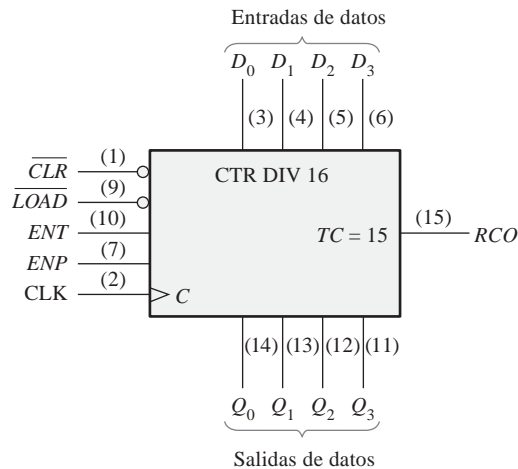 Entradas de datos
D0 D1 D2 D3
(3) (4) (5) (6)
CLR (1)
LOAD (9)
ENT (10)
ENP (7)
CLK (2)
C
CTR DIV 16
TC = 15
(15) RCO
(14) (13) (12) (11)
Q0 Q1 Q2 Q3
Salidas de datos